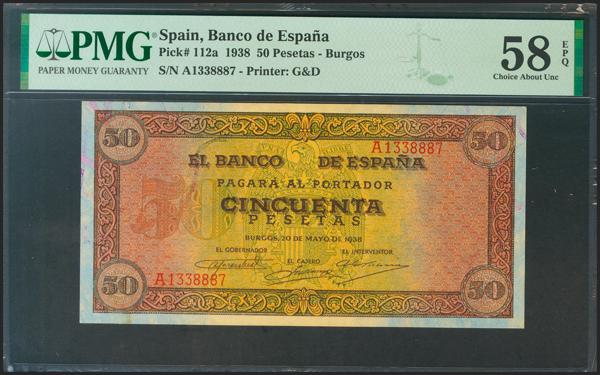 PMG
PAPER MONEY GUARANTY
Spain, Banco de España
Pick# 112a 1938 50 Pesetas - Burgos
S/N A1338887 - Printer: G&D
58 EPQ
Choice About Unc
50
50
A1338887
EL BANCO DE ESPAÑA
PAGARÁ AL PORTADOR
50
CINCUENTA
PESETAS
BURGOS, 20 DE MAYO DE 1938
EL GOBERNADOR
EL CAJERO
EL INTERVENTOR
A1338887
50
50